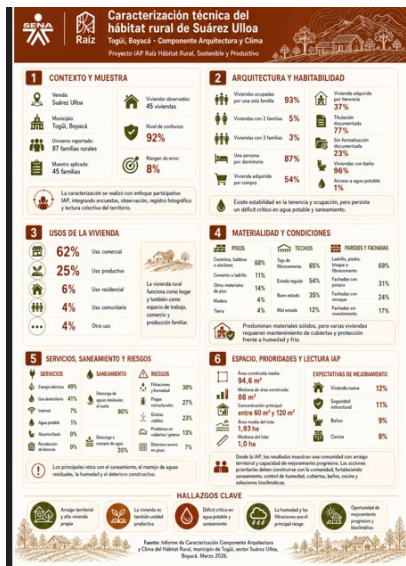 SENA
Raíz
Caracterización técnica del
hábitat rural de Suárez Ulloa
Togüí, Boyacá · Componente Arquitectura y Clima
Proyecto IAP Raíz Hábitat Rural, Sostenible y Productivo
1 CONTEXTO Y MUESTRA
Vereda:
Suárez Ulloa
Municipio:
Togüí, Boyacá
Universo reportado:
87 familias rurales
Muestra aplicada:
45 familias
Viviendas observadas:
45 viviendas
Nivel de confianza:
92%
Margen de error:
8%
La caracterización se realizó con enfoque participativo
IAP, integrando encuestas, observación, registro fotográfico
y lectura colectiva del territorio.
2 ARQUITECTURA Y HABITABILIDAD
Viviendas ocupadas
por una sola familia 93%
Viviendas con 2 familias 5%
Viviendas con 3 familias 3%
Una persona
por dormitorio 87%
Vivienda adquirida
por compra 54%
Vivienda adquirida
por herencia
37%
Titulación
documentada
77%
Sin formalización
documentada
23%
Viviendas con baño
96%
Acceso a agua potable
1%
Existe estabilidad en la tenencia y ocupación, pero persiste
un déficit crítico en agua potable y saneamiento.
3 USOS DE LA VIVIENDA
62% Uso comercial
25% Uso productivo
6% Uso residencial
4% Uso comunitario
4% Otro uso
La vivienda rural
funciona como hogar
y también como
espacio de trabajo,
comercio y
producción familiar.
4 MATERIALIDAD Y CONDICIONES
PISOS
Cerámica, baldosa
o similares 68%
Cemento o ladrillo 11%
Otros materiales
de piso 14%
Madera 4%
Tierra 4%
TECHOS
Teja de
fibrocemento 65%
Estado regular 54%
Buen estado 35%
Mal estado 12%
PAREDES Y FACHADAS
Ladrillo, piedra,
bloque o
fibrocemento 69%
Fachadas con
pintura 31%
Fachadas con
revoque 24%
Fachadas sin
revestimiento 17%
Predominan materiales sólidos, pero varias viviendas
requieren mantenimiento de cubiertas y protección
frente a humedad y frío.
5 SERVICIOS, SANEAMIENTO Y RIESGOS
SERVICIOS
Energía eléctrica 49%
Gas domiciliario 41%
Internet 7%
Agua potable 1%
Alcantarillado 0%
Recolección
de basuras 0%
SANEAMIENTO
Descarga de
aguas residuales
al suelo
80%
Descarga a
cuerpos de agua
20%
RIESGOS
Filtraciones
y humedad 30%
Plagas
estructurales 27%
Grietas
visibles 23%
Problemas en
cubiertas / goteras 13%
Deterioro severo
en pisos 7%
Los principales retos son el saneamiento, el manejo de aguas
residuales, la humedad y el deterioro constructivo.
6 ESPACIO, PRIORIDADES Y LECTURA IAP
Área construida media:
94,6 m²
Mediana de área construida:
88 m²
Concentración principal:
entre 60 m² y 120 m²
Área media del lote:
1,93 ha
Mediana del lote:
1,0 ha
EXPECTATIVAS DE MEJORAMIENTO
Vivienda nueva 12%
Seguridad
estructural 11%
Baños 9%
Cocina 8%
Desde la IAP, los resultados muestran una comunidad con arraigo
territorial y capacidad de mejoramiento progresivo. Las acciones
prioritarias deben construirse con la comunidad, fortaleciendo
saneamiento, control de humedad, cubiertas, baños, cocina y
soluciones bioclimáticas.
HALLAZGOS CLAVE
Arraigo territorial
y alta vivienda
propia
La vivienda es
también unidad
productiva
Déficit crítico en
agua potable y
saneamiento
La humedad y las
filtraciones son el
principal riesgo
Oportunidad de
mejoramiento
progresivo y
bioclimático
Fuente: Informe de Caracterización Componente Arquitectura
y Clima del Hábitat Rural, municipio de Togüí, sector Suárez Ulloa,
Boyacá. Marzo 2026.